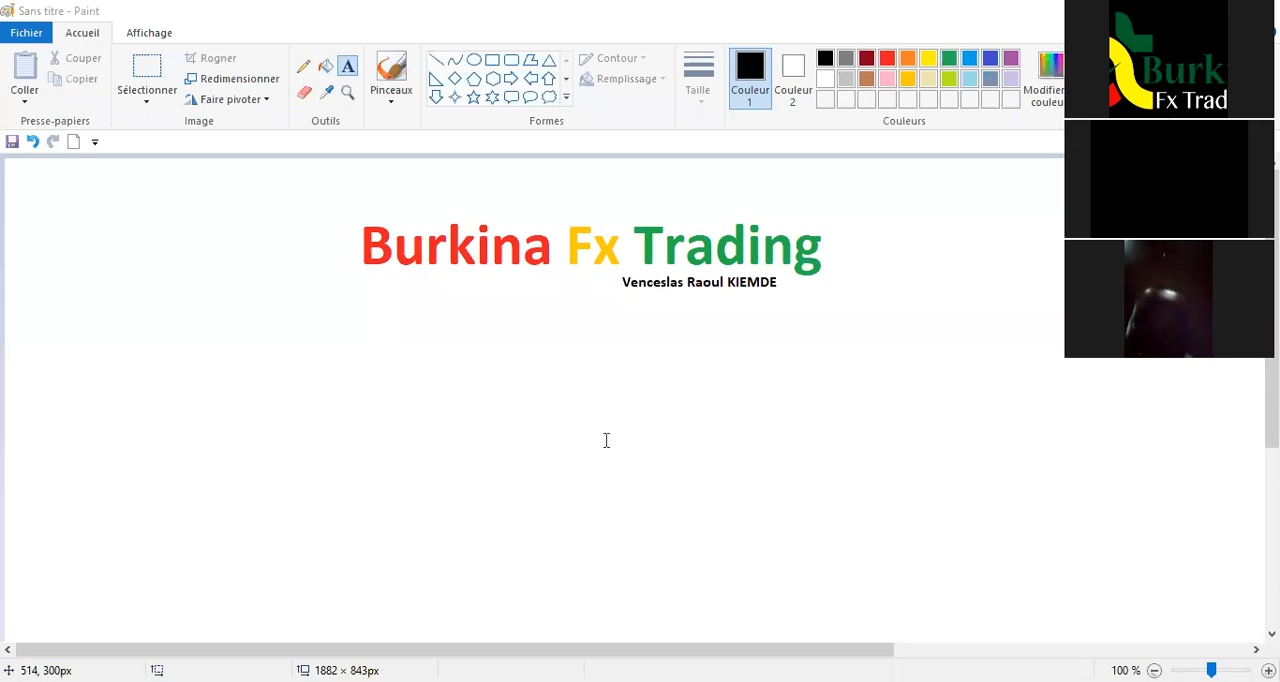 Sans titre - Paint
Fichier
Accueil
Affichage
Coller
Couper
Copier
Presse-papiers
Sélectionner
Rogner
Redimensionner
Faire pivoter
Image
Outils
Pinceaux
Formes
Contour
Remplissage
Taille
Couleur
1
Couleur
2
Modifier
couleu
Couleurs
Burk
Fx Trad
Burkina Fx Trading
Venceslas Raoul KIEMDE
514, 300px
1882 × 843px
100 %